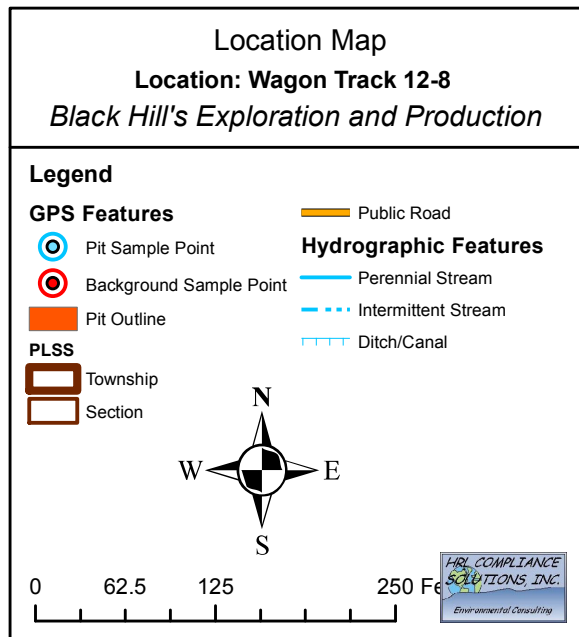 Location Map
Location: Wagon Track 12-8
Black Hill's Exploration and Production
Legend
GPS Features
Pit Sample Point
Background Sample Point
Pit Outline
PLSS
Township
Section
Public Road
Hydrographic Features
Perennial Stream
Intermittent Stream
Ditch/Canal
N
W E
S
0 62.5 125 250 Fe
HRL COMPLIANCE
SOLUTIONS, INC.
Environmental Consulting